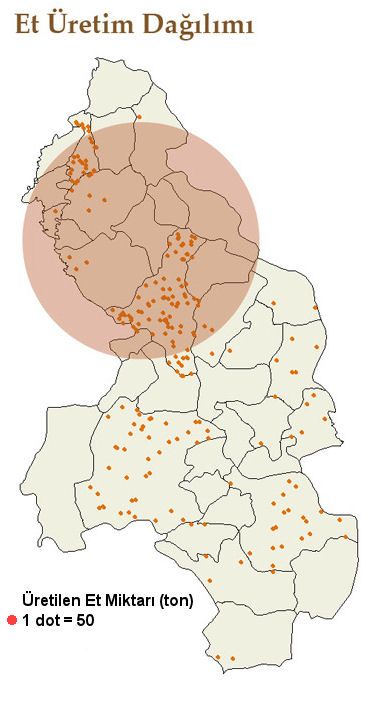 Et Üretim Dağılımı
Üretilen Et Miktarı (ton)
1 dot = 50